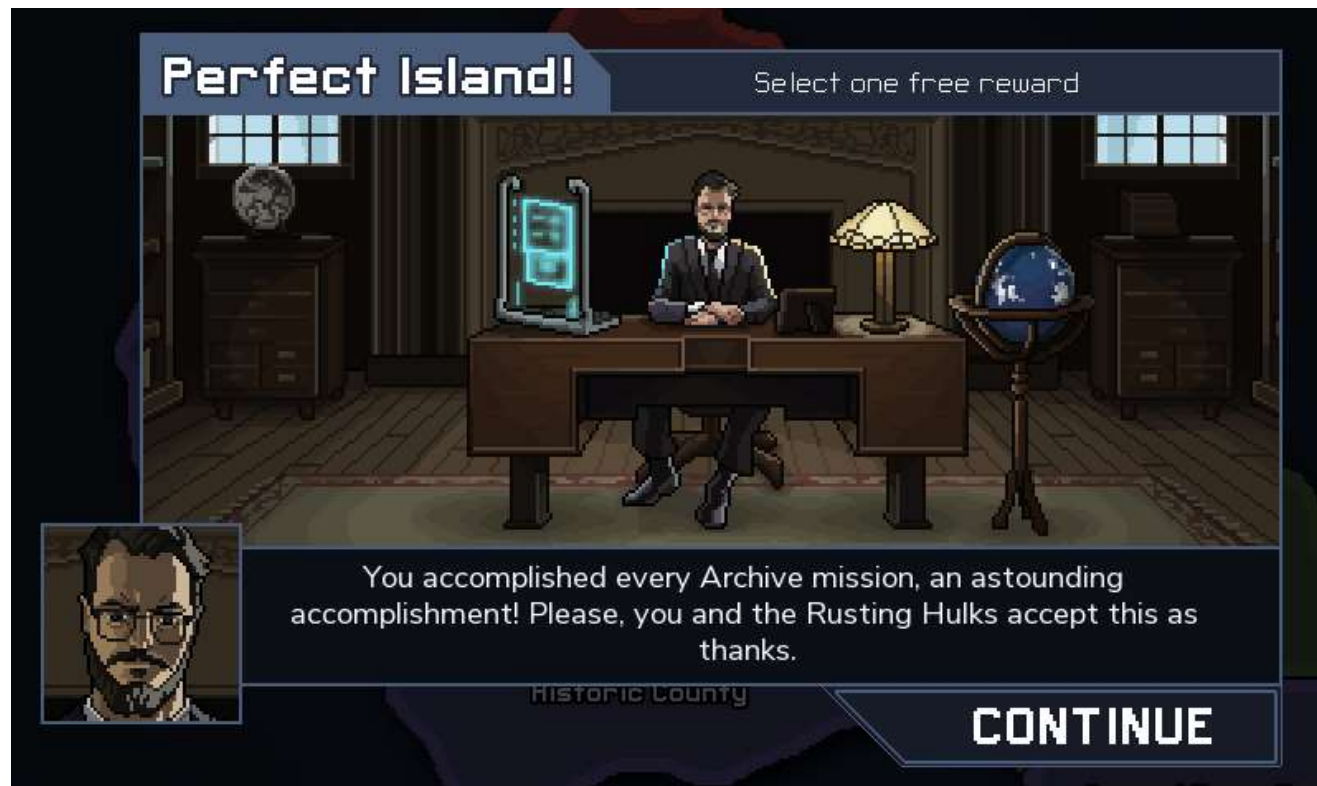 Perfect Island!
Select one free reward
You accomplished every Archive mission, an astounding
accomplishment! Please, you and the Rusting Hulks accept this as
thanks.
Historic County
CONTINUE